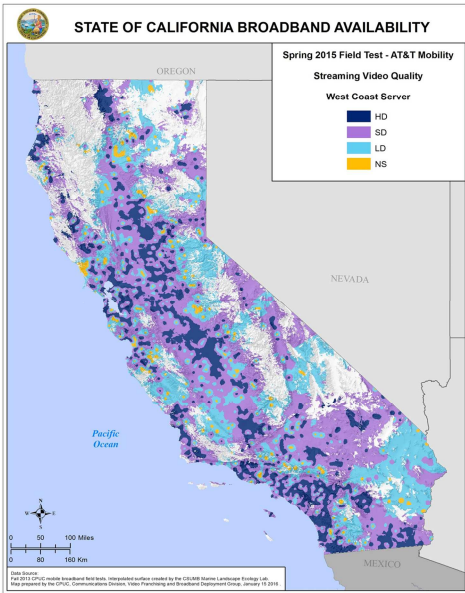 STATE OF CALIFORNIA BROADBAND AVAILABILITY
Spring 2015 Field Test - AT&T Mobility
Streaming Video Quality
West Coast Server
HD
SD
LD
NS
OREGON
NEVADA
Pacific
Ocean
N
W
E
S
0 50 100 Miles
0 80 160 Km
MEXICO
Data Source:
Fall 2013 CPUC mobile broadband field tests. Interpolated surface created by the CSUMB Marine Landscape Ecology Lab.
Map prepared by the CPUC, Communications Division, Video Franchising and Broadband Deployment Group, January 15 2016